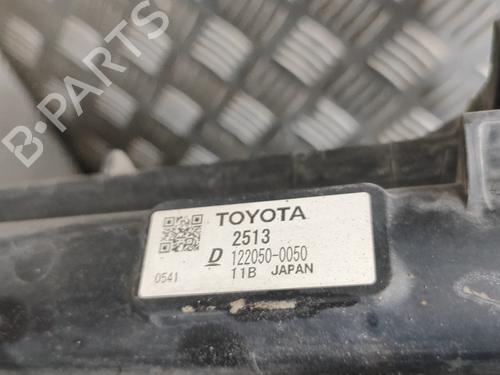 B-PARTS
TOYOTA
2513
D 122050-0050
0541 11B JAPAN